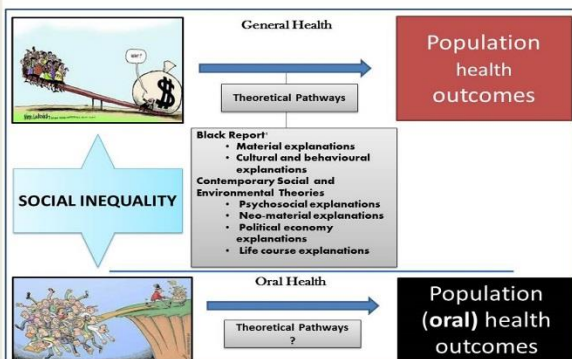 General Health
Population
health
outcomes
Theoretical Pathways
Black Report
• Material explanations
• Cultural and behavioural
explanations
Contemporary Social and
Environmental Theories
• Psychosocial explanations
• Neo-material explanations
• Political economy
explanations
• Life course explanations
SOCIAL INEQUALITY
Oral Health
Theoretical Pathways
?
Population
(oral) health
outcomes
$